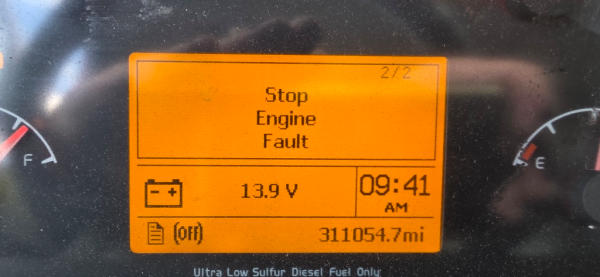 2/2
Stop
Engine
Fault
F
E
13.9 V
09:41
AM
(Off)
311054.7mi
Ultra Low Sulfur Diesel Fuel Only